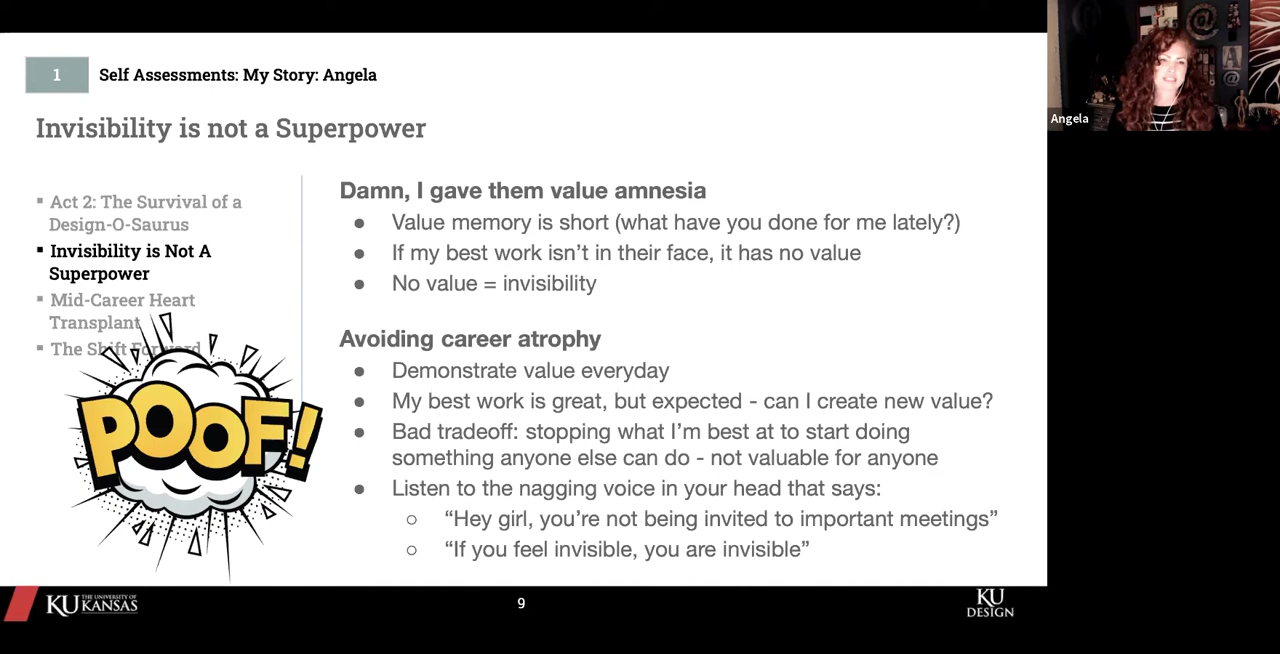 1
Self Assessments: My Story: Angela
Invisibility is not a Superpower
▪ Act 2: The Survival of a
Design-O-Saurus
▪ Invisibility is Not A
Superpower
▪ Mid-Career Heart
Transplant
▪ The Shift Forward
POOF!
Damn, I gave them value amnesia
● Value memory is short (what have you done for me lately?)
● If my best work isn’t in their face, it has no value
● No value = invisibility
Avoiding career atrophy
● Demonstrate value everyday
● My best work is great, but expected - can I create new value?
● Bad tradeoff: stopping what I’m best at to start doing
something anyone else can do - not valuable for anyone
● Listen to the nagging voice in your head that says:
○ “Hey girl, you’re not being invited to important meetings”
○ “If you feel invisible, you are invisible”
KU THE UNIVERSITY OF
KANSAS
9
KU
DESIGN
@
A
@
Angela